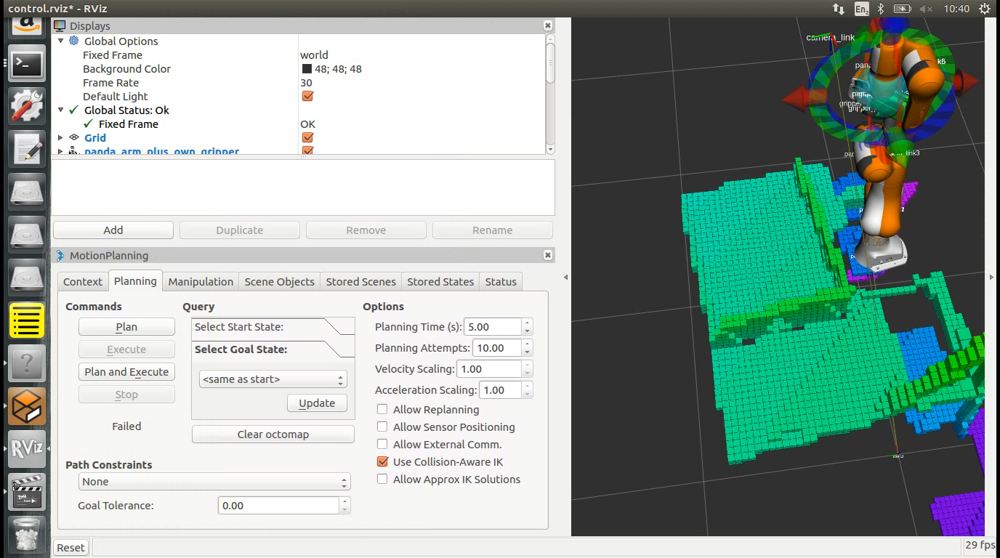 control.rviz* - RViz
En2
10:40
Displays
Global Options
Fixed Frame world
Background Color 48; 48; 48
Frame Rate 30
Default Light
Global Status: Ok
Fixed Frame OK
Grid
panda_arm_plus_own_gripper
Add Duplicate Remove Rename
MotionPlanning
Context Planning Manipulation Scene Objects Stored Scenes Stored States Status
Commands Query Options
Plan Select Start State: Planning Time (s): 5.00
Execute Select Goal State: Planning Attempts: 10.00
Plan and Execute <same as start> Velocity Scaling: 1.00
Stop Acceleration Scaling: 1.00
Update Allow Replanning
Failed Clear octomap Allow Sensor Positioning
Allow External Comm.
Path Constraints Use Collision-Aware IK
None Allow Approx IK Solutions
Goal Tolerance: 0.00
Reset
29 fps
RViz
camera_link
k6
gripper
link3
world